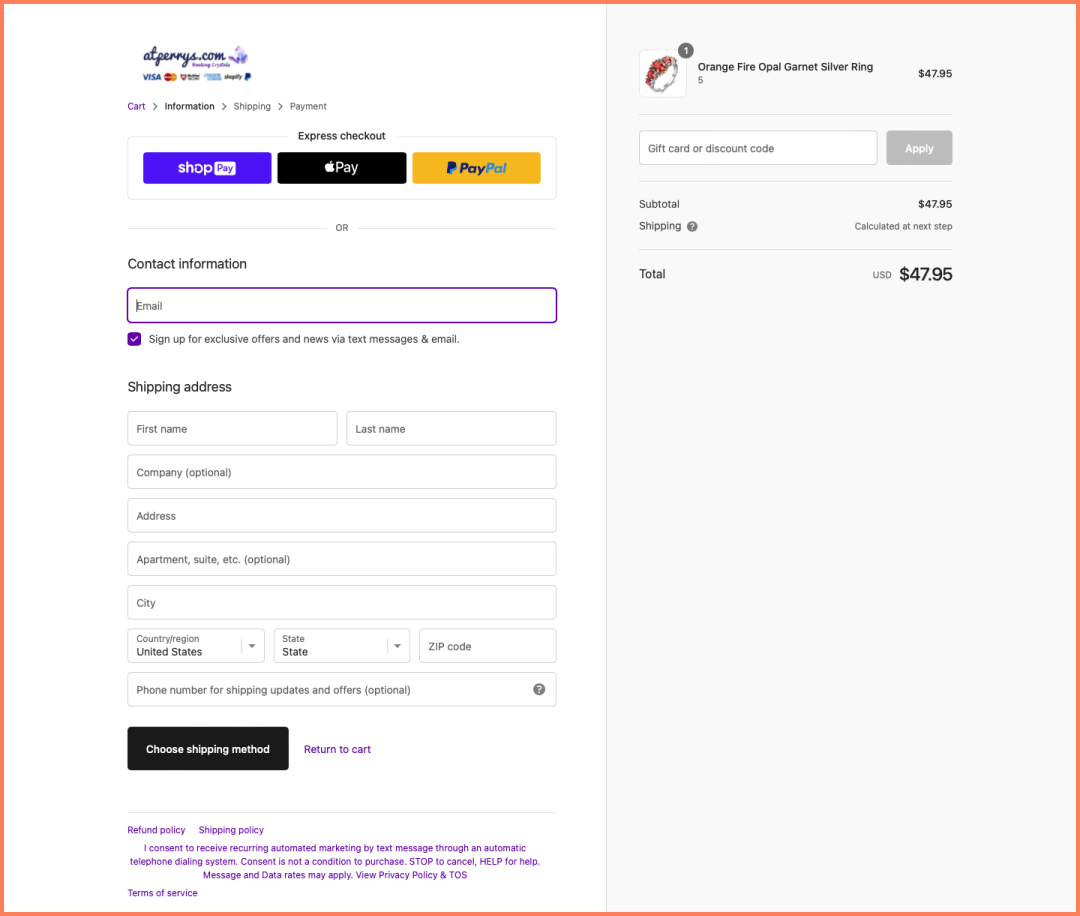 atperrys.com
Healing Crystals
VISA shopify
Cart > Information > Shipping > Payment
Express checkout
shop Pay
Pay
PayPal
OR
Contact information
Email
Sign up for exclusive offers and news via text messages & email.
Shipping address
First name
Last name
Company (optional)
Address
Apartment, suite, etc. (optional)
City
Country/region
United States
State
State
ZIP code
Phone number for shipping updates and offers (optional) ?
Choose shipping method
Return to cart
Refund policy Shipping policy
I consent to receive recurring automated marketing by text message through an automatic
telephone dialing system. Consent is not a condition to purchase. STOP to cancel, HELP for help.
Message and Data rates may apply. View Privacy Policy & TOS
Terms of service
1
Orange Fire Opal Garnet Silver Ring
5
$47.95
Gift card or discount code
Apply
Subtotal $47.95
Shipping ? Calculated at next step
Total USD $47.95